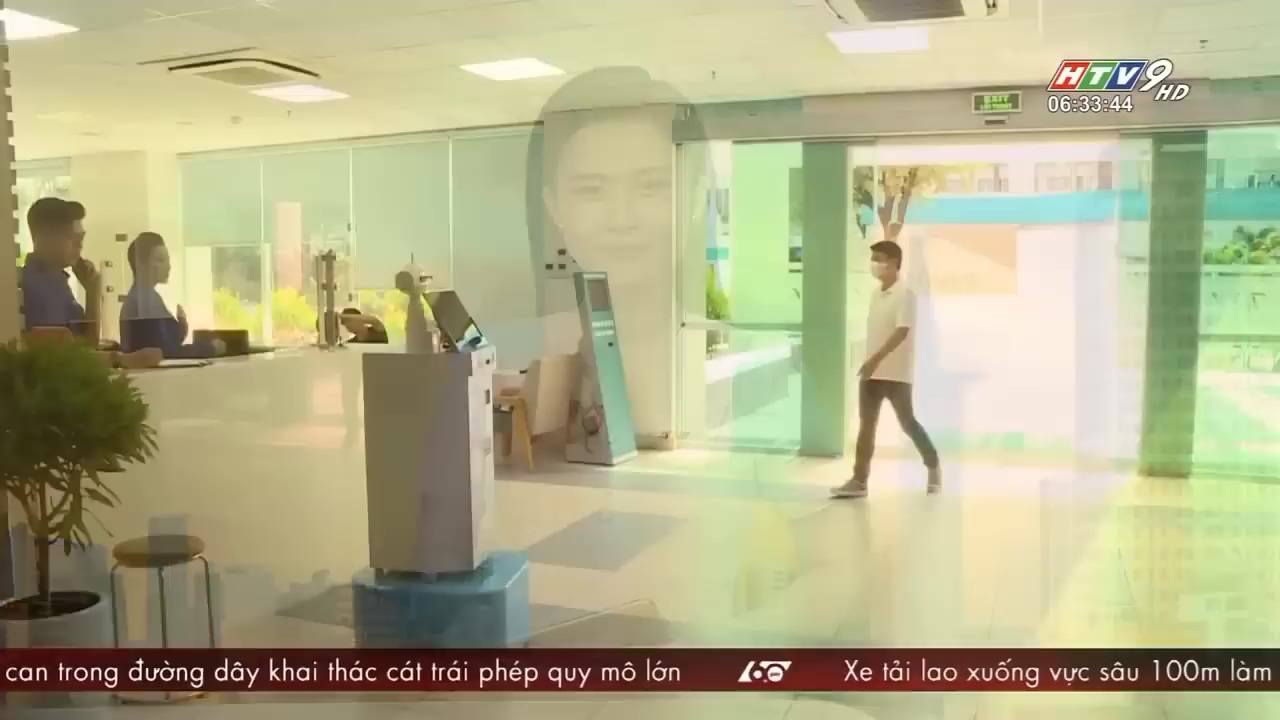 HTV9 HD
06:33:44
EXIT
can trong đường dây khai thác cát trái phép quy mô lớn 60 Xe tải lao xuống vực sâu 100m làm